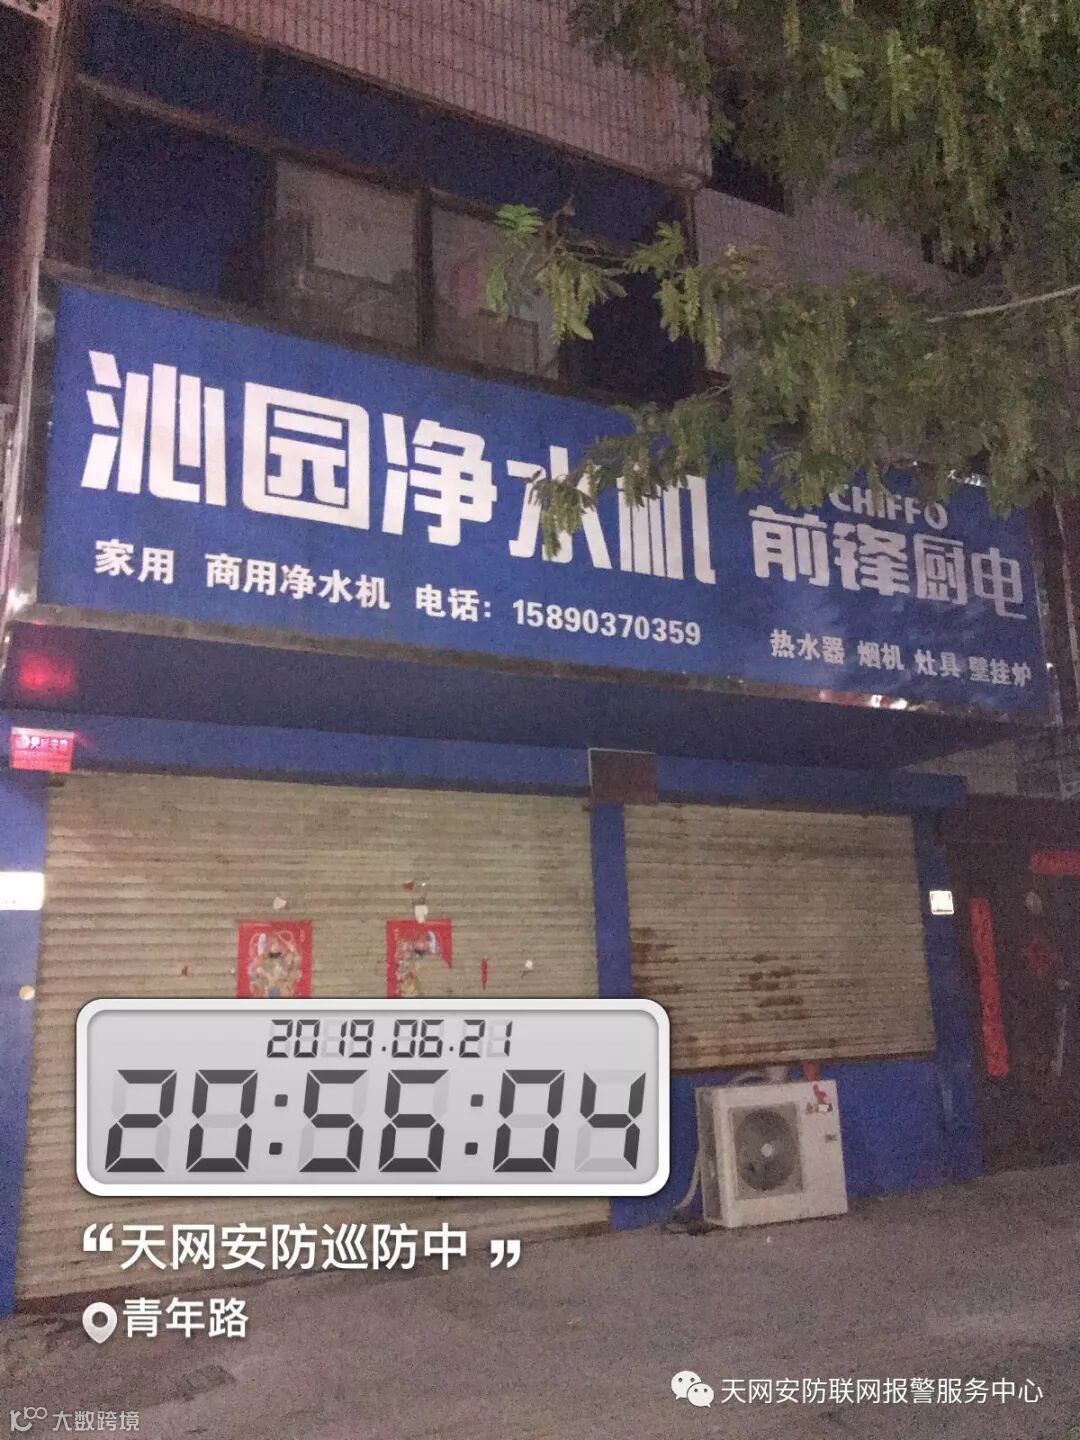 沁园净水机
家用 商用净水机 电话：15890370359
CHIFFO
前锋厨电
热水器 烟机 灶具 壁挂炉
2019.06.21
20:56:04
“天网安防巡防中”
青年路
天网安防联网报警服务中心
大数跨境